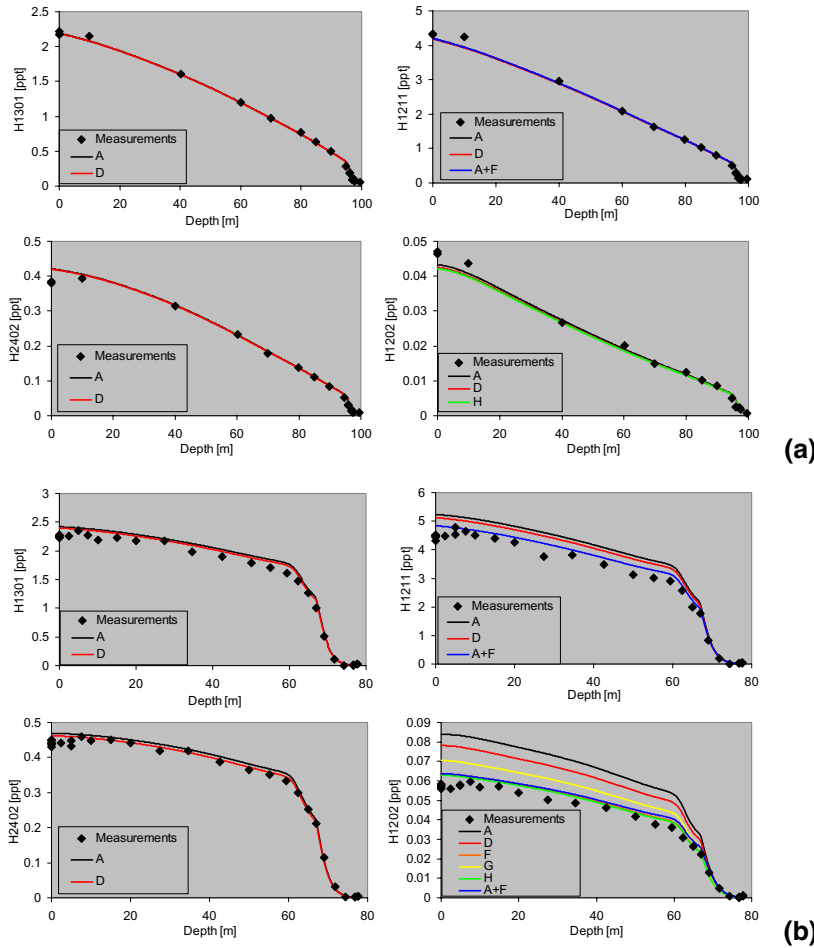 2.5
2
1.5
1
0.5
0
H1301 [ppt]
Measurements
A
D
0 20 40 60 80 100
Depth [m]
5
4
3
2
1
0
H1211 [ppt]
Measurements
A
D
A+F
0 20 40 60 80 100
Depth [m]
0.5
0.4
0.3
0.2
0.1
0
H2402 [ppt]
Measurements
A
D
0 20 40 60 80 100
Depth [m]
0.05
0.04
0.03
0.02
0.01
0
H1202 [ppt]
Measurements
A
D
H
0 20 40 60 80 100
Depth [m]
(a)
3
2.5
2
1.5
1
0.5
0
H1301 [ppt]
Measurements
A
D
0 20 40 60 80
Depth [m]
6
5
4
3
2
1
0
H1211 [ppt]
Measurements
A
D
A+F
0 20 40 60 80
Depth [m]
0.5
0.4
0.3
0.2
0.1
0
H2402 [ppt]
Measurements
A
D
0 20 40 60 80
Depth [m]
0.09
0.08
0.07
0.06
0.05
0.04
0.03
0.02
0.01
0
H1202 [ppt]
Measurements
A
D
F
G
H
A+F
0 20 40 60 80
Depth [m]
(b)